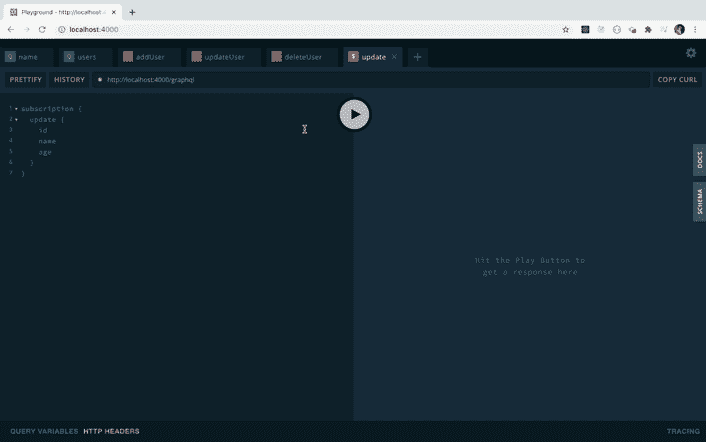 Playground - http://localhost:4
localhost:4000
Q name
Q users
addUser
updateUser
deleteUser
S update
PRETTIFY
HISTORY
http://localhost:4000/graphql
COPY CURL
1 subscription {
2 update {
3 id
4 name
5 age
6 }
7 }
Hit the Play Button to
get a response here
DOCS
SCHEMA
QUERY VARIABLES
HTTP HEADERS
TRACING